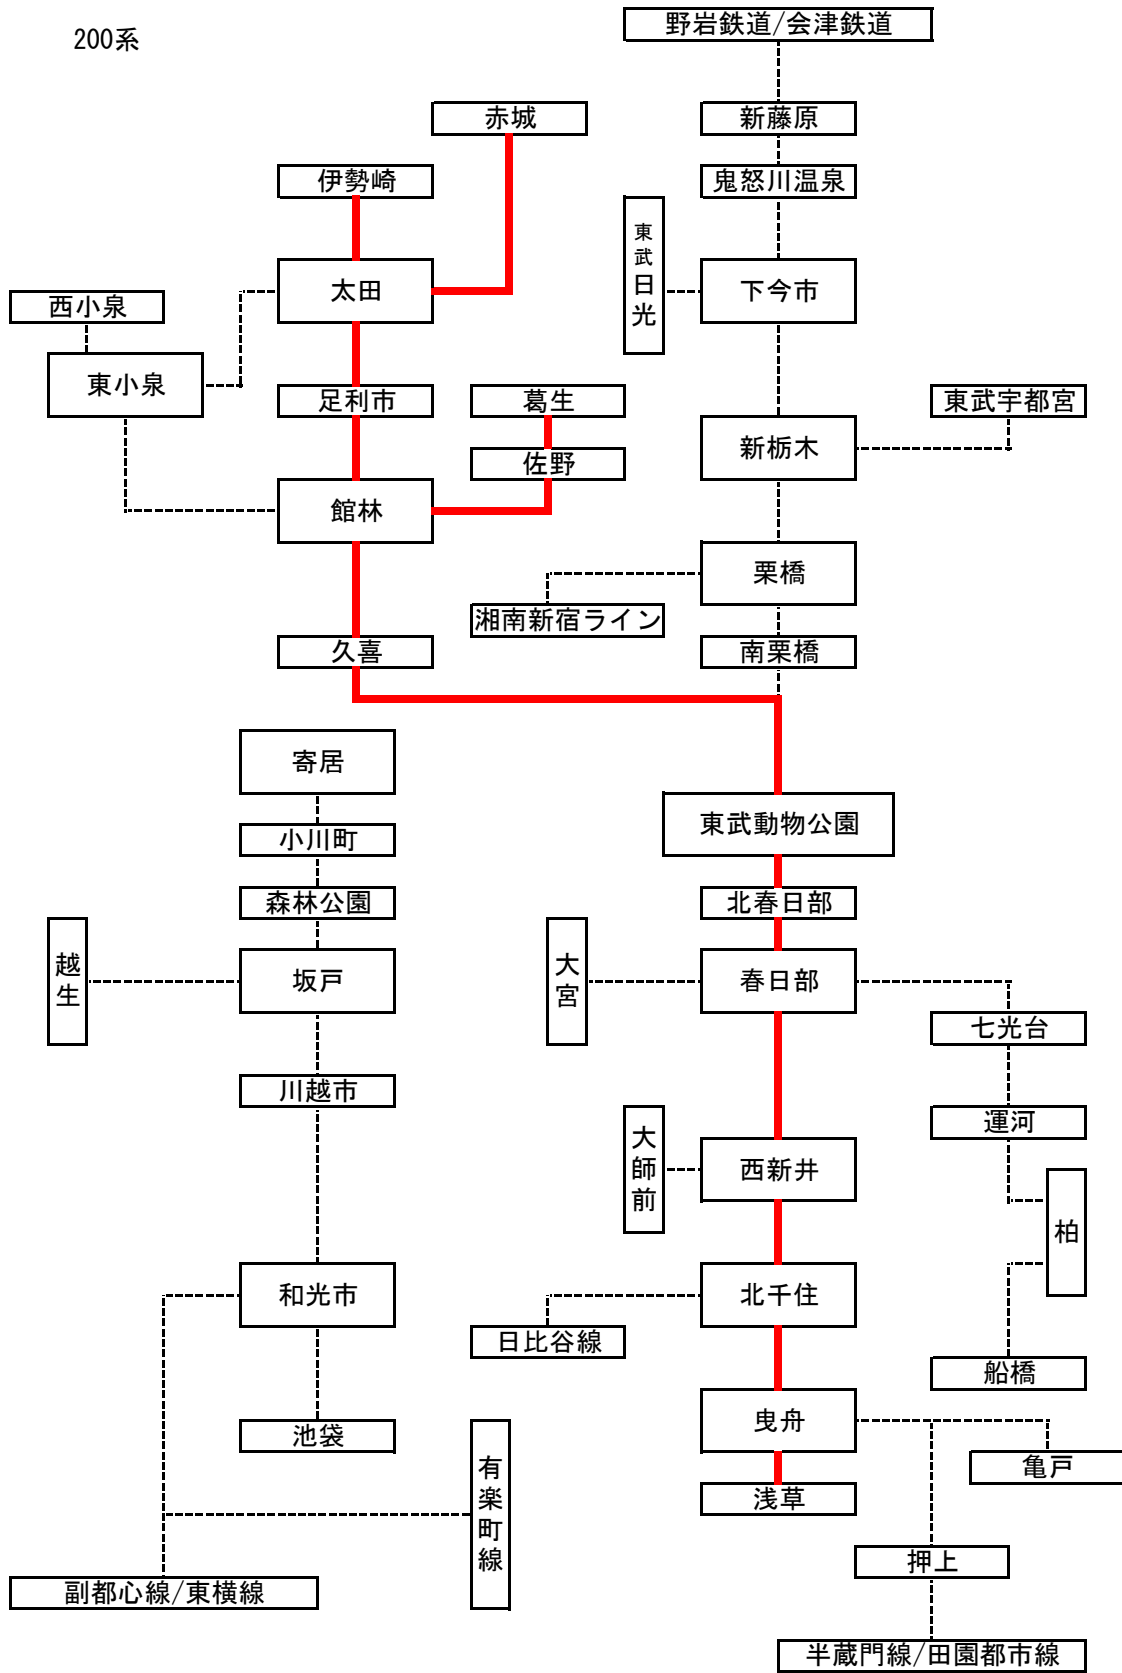 200系
野岩鉄道/会津鉄道
赤城
新藤原
伊勢崎
鬼怒川温泉
東武日光
太田
下今市
西小泉
東小泉
足利市
葛生
東武宇都宮
佐野
新栃木
館林
栗橋
湘南新宿ライン
久喜
南栗橋
寄居
東武動物公園
小川町
森林公園
北春日部
越生
坂戸
大宮
春日部
七光台
川越市
運河
大師前
西新井
柏
和光市
北千住
日比谷線
船橋
池袋
曳舟
有楽町線
亀戸
浅草
押上
副都心線/東横線
半蔵門線/田園都市線